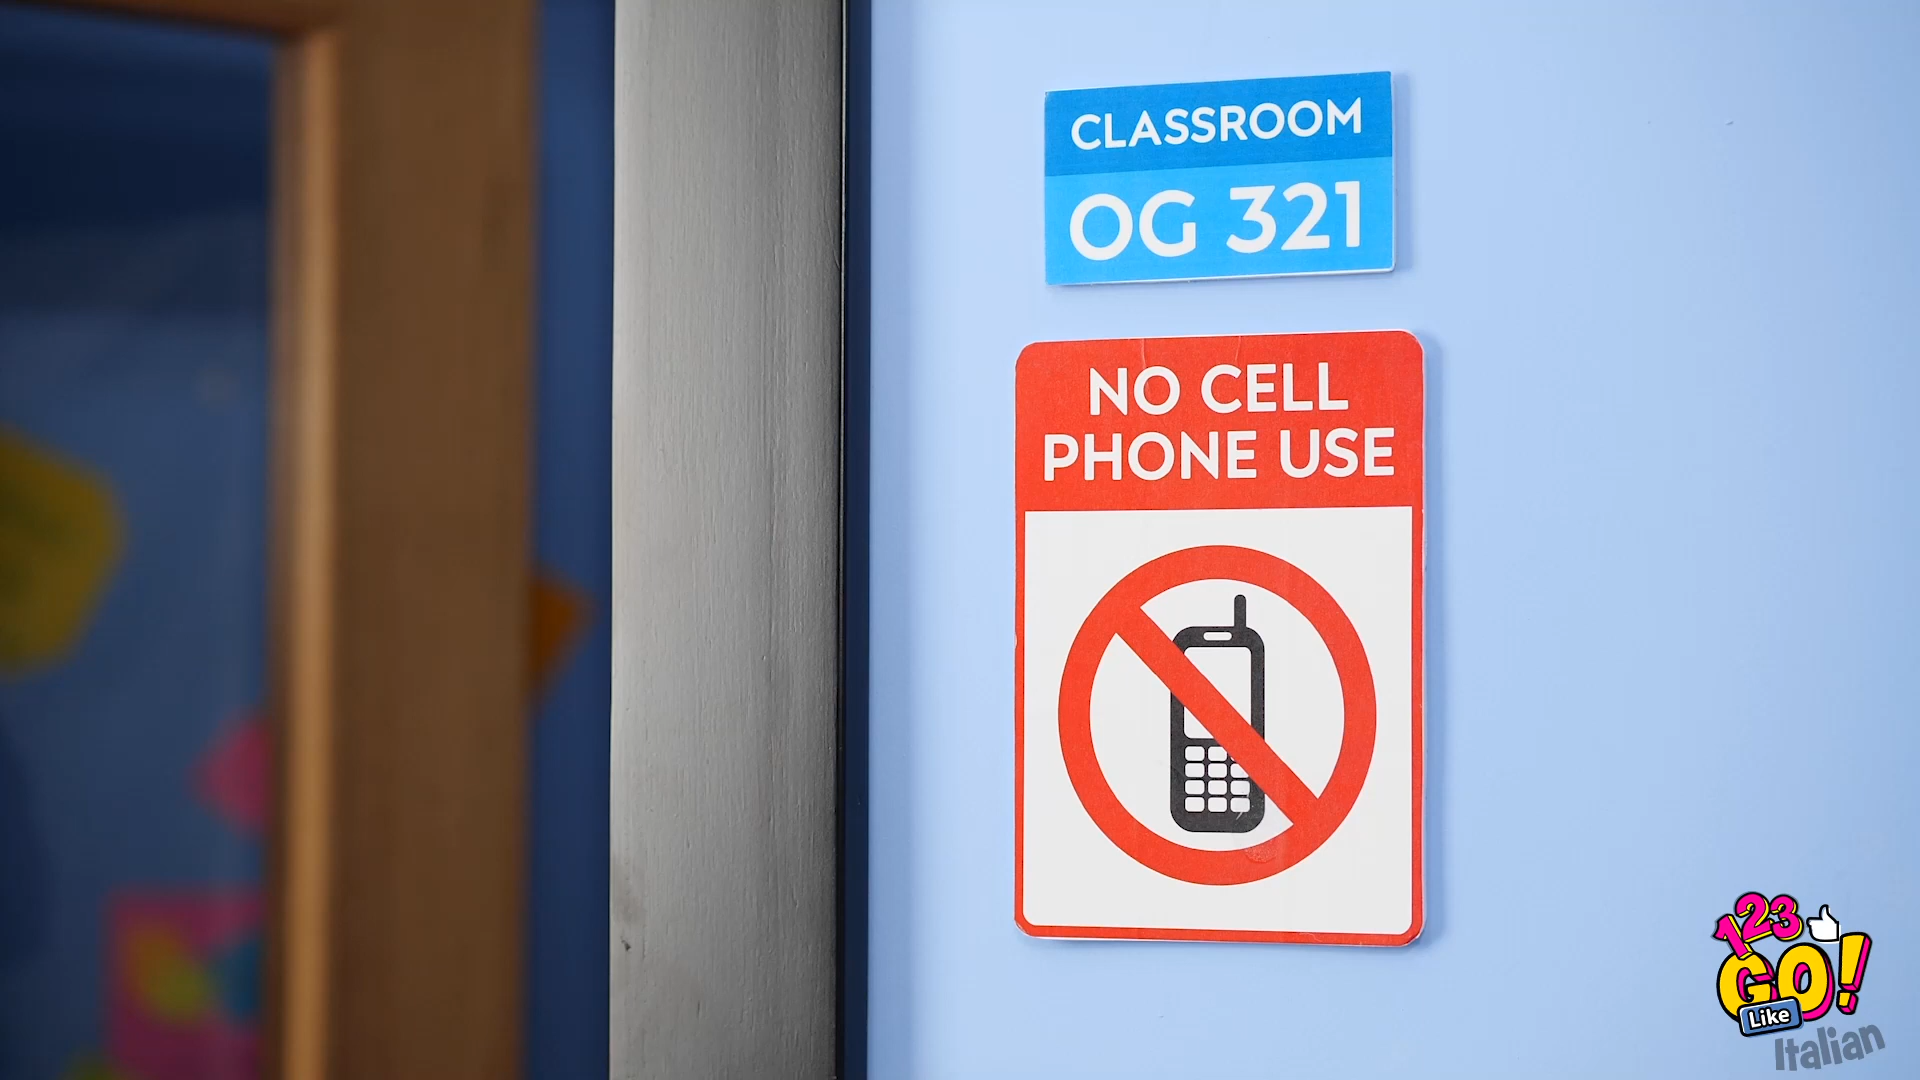 CLASSROOM
OG 321
NO CELL
PHONE USE
123
GO!
Like
Italian